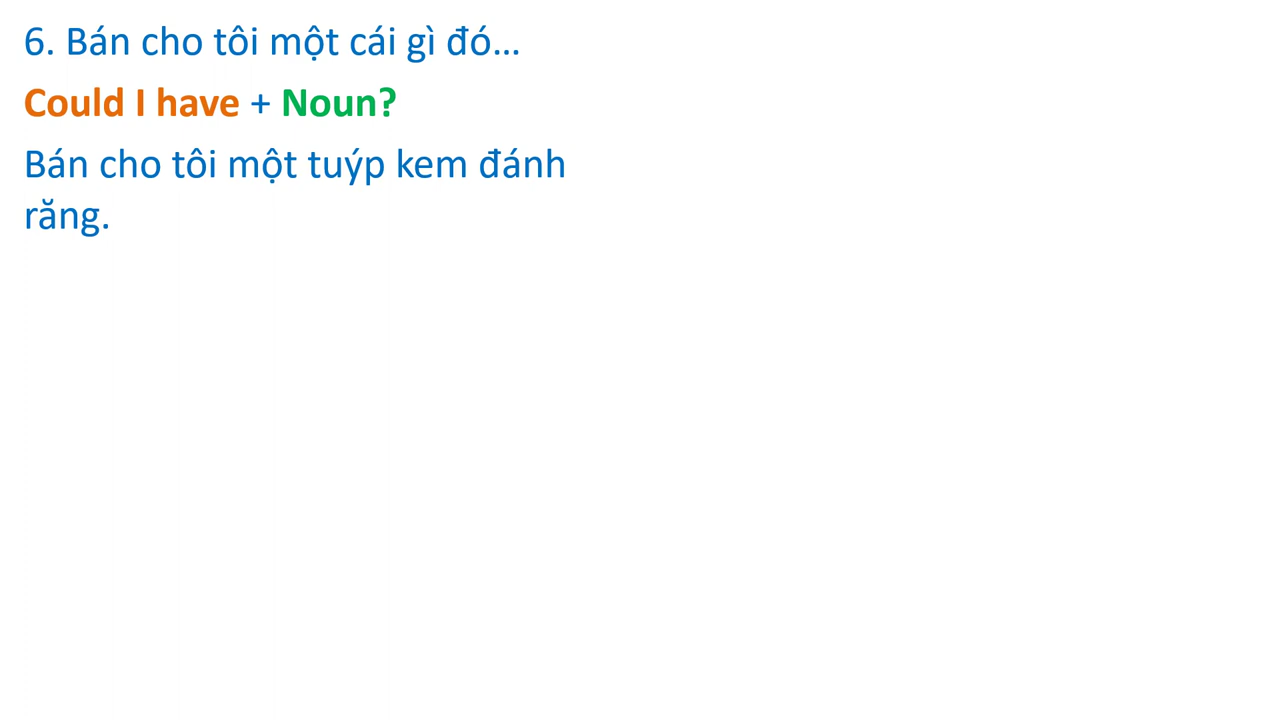 6. Bán cho tôi một cái gì đó…
Could I have + Noun?
Bán cho tôi một tuýp kem đánh
răng.